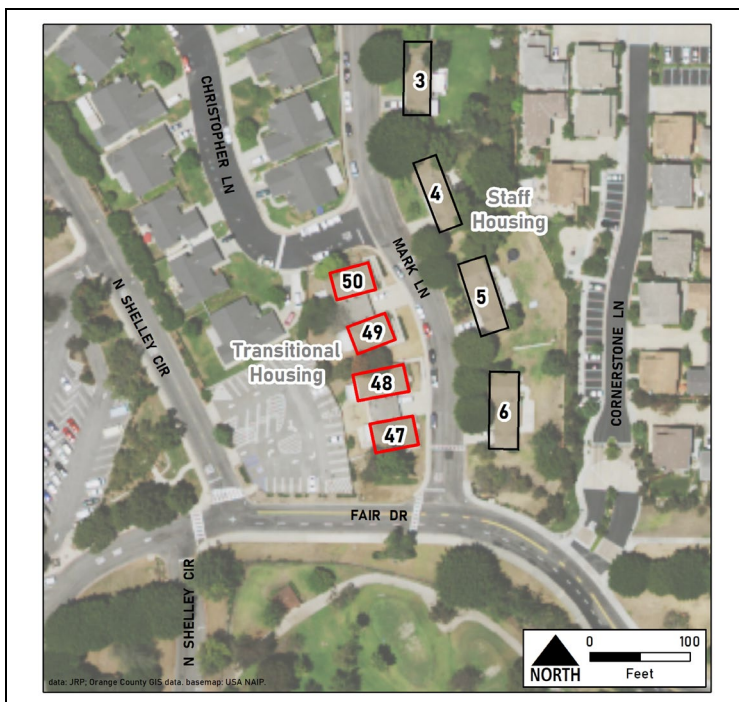 3
CHRISTOPHER LN
4
Staff
Housing
MARK LN
50
5
N SHELLEY CIR
49
Transitional
Housing
48
CORNERSTONE LN
6
47
FAIR DR
N SHELLEY CIR
0 100
Feet
NORTH
data: JRP; Orange County GIS data. basemap: USA NAIP.